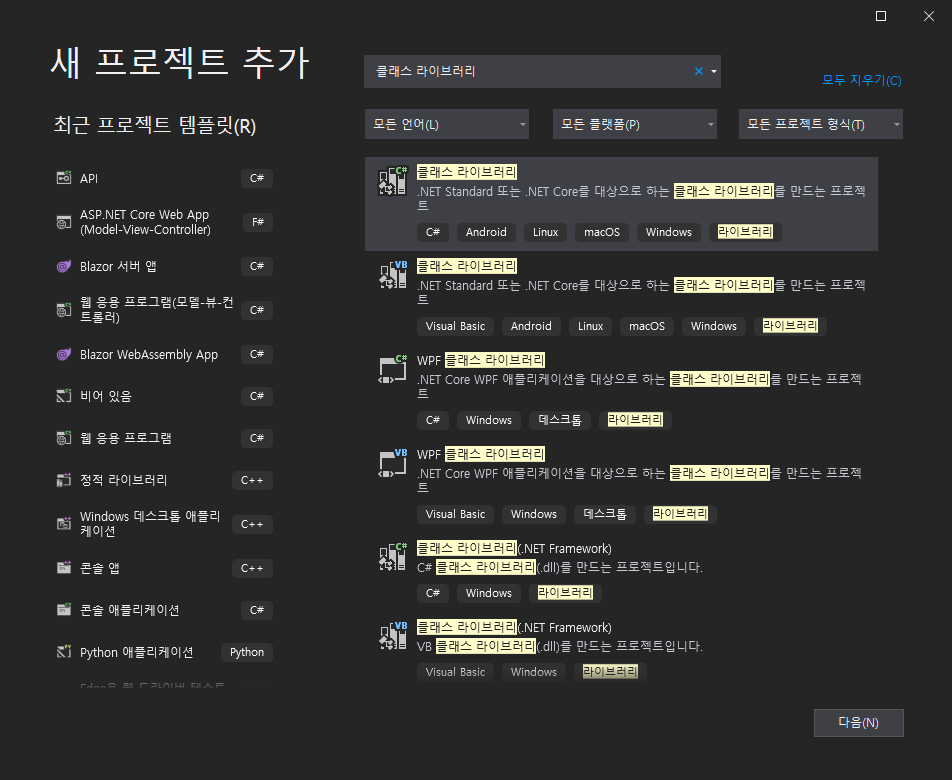 새 프로젝트 추가
클래스 라이브러리
모두 지우기(C)
최근 프로젝트 템플릿(R)
모든 언어(L)
모든 플랫폼(P)
모든 프로젝트 형식(T)
API
C#
ASP.NET Core Web App
(Model-View-Controller)
F#
Blazor 서버 앱
C#
웹 응용 프로그램(모델-뷰-컨
트롤러)
C#
Blazor WebAssembly App
C#
비어 있음
C#
웹 응용 프로그램
C#
정적 라이브러리
C++
Windows 데스크톱 애플리
케이션
C++
콘솔 앱
C++
콘솔 애플리케이션
C#
Python 애플리케이션
Python
Edge용 웹 드라이버 테스트
C#
클래스 라이브러리
.NET Standard 또는 .NET Core를 대상으로 하는 클래스 라이브러리를 만드는 프로젝
트
C# Android Linux macOS Windows 라이브러리
VB
클래스 라이브러리
.NET Standard 또는 .NET Core를 대상으로 하는 클래스 라이브러리를 만드는 프로젝
트
Visual Basic Android Linux macOS Windows 라이브러리
C#
WPF 클래스 라이브러리
.NET Core WPF 애플리케이션을 대상으로 하는 클래스 라이브러리를 만드는 프로젝
트
C# Windows 데스크톱 라이브러리
VB
WPF 클래스 라이브러리
.NET Core WPF 애플리케이션을 대상으로 하는 클래스 라이브러리를 만드는 프로젝
트
Visual Basic Windows 데스크톱 라이브러리
C#
클래스 라이브러리(.NET Framework)
C# 클래스 라이브러리(.dll)를 만드는 프로젝트입니다.
C# Windows 라이브러리
VB
클래스 라이브러리(.NET Framework)
VB 클래스 라이브러리(.dll)를 만드는 프로젝트입니다.
Visual Basic Windows 라이브러리
다음(N)